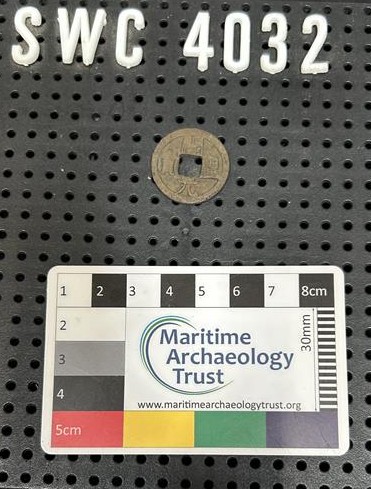 SWC 4032
元
1 2 3 4 5 6 7 8cm
2
3
4
5cm
Maritime
Archaeology
Trust
www.maritimearchaeologytrust.org
30mm